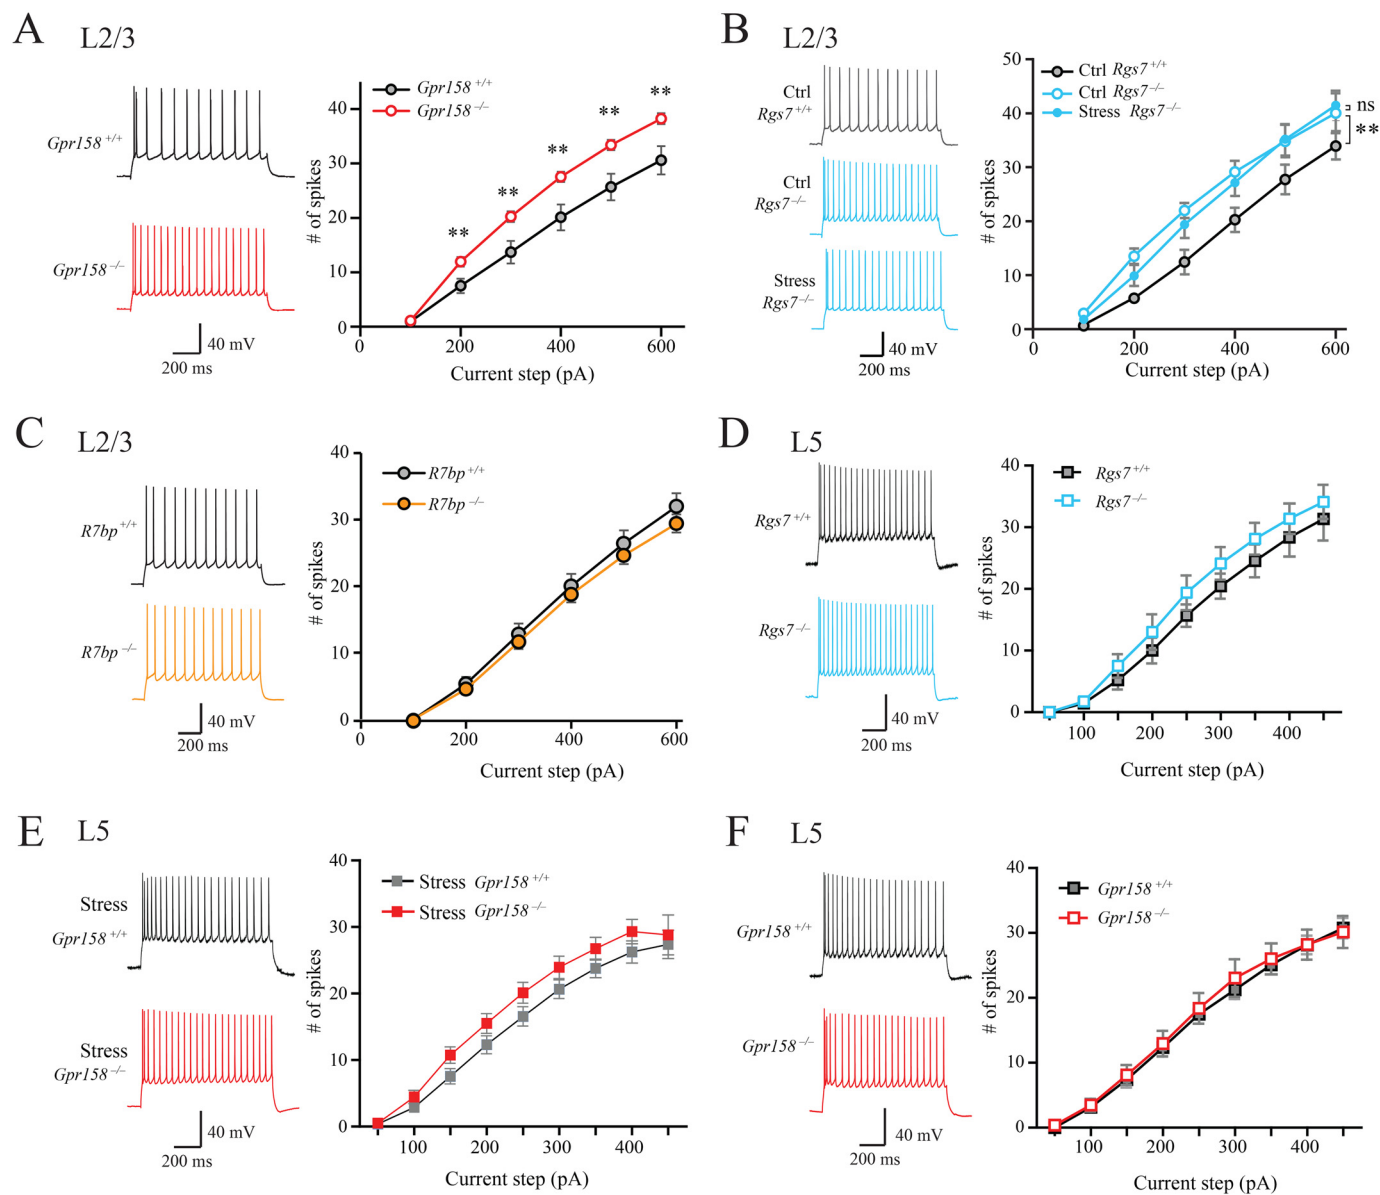 A
L2/3
Gpr158 +/+
Gpr158 –/–
40 mV
200 ms
Gpr158 +/+
Gpr158 –/–
# of spikes
40
30
20
10
0
** ** ** ** **
0 200 400 600
Current step (pA)
B
L2/3
Ctrl
Rgs7 +/+
Ctrl
Rgs7 –/–
Stress
Rgs7 –/–
40 mV
200 ms
Ctrl Rgs7 +/+
Ctrl Rgs7 –/–
Stress Rgs7 –/–
ns
**
# of spikes
50
40
30
20
10
0
0 200 400 600
Current step (pA)
C
L2/3
R7bp +/+
R7bp –/–
40 mV
200 ms
R7bp +/+
R7bp –/–
# of spikes
40
30
20
10
0
0 200 400 600
Current step (pA)
D
L5
Rgs7 +/+
Rgs7 –/–
40 mV
200 ms
Rgs7 +/+
Rgs7 –/–
# of spikes
40
30
20
10
0
100 200 300 400
Current step (pA)
E
L5
Stress
Gpr158 +/+
Stress
Gpr158 –/–
40 mV
200 ms
Stress Gpr158 +/+
Stress Gpr158 –/–
# of spikes
40
30
20
10
0
100 200 300 400
Current step (pA)
F
L5
Gpr158 +/+
Gpr158 –/–
40 mV
200 ms
Gpr158 +/+
Gpr158 –/–
# of spikes
40
30
20
10
0
100 200 300 400
Current step (pA)